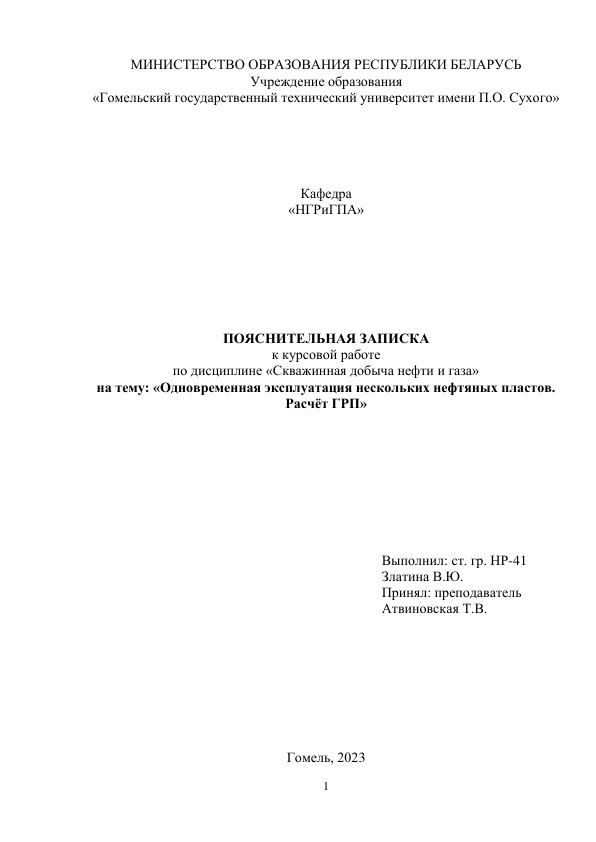 МИНИСТЕРСТВО ОБРАЗОВАНИЯ РЕСПУБЛИКИ БЕЛАРУСЬ
Учреждение образования
«Гомельский государственный технический университет имени П.О. Сухого»
Кафедра
«НГРиГПА»
ПОЯСНИТЕЛЬНАЯ ЗАПИСКА
к курсовой работе
по дисциплине «Скважинная добыча нефти и газа»
на тему: «Одновременная эксплуатация нескольких нефтяных пластов.
Расчёт ГРП»
Выполнил: ст. гр. НР-41
Златина В.Ю.
Принял: преподаватель
Атвиновская Т.В.
Гомель, 2023
1